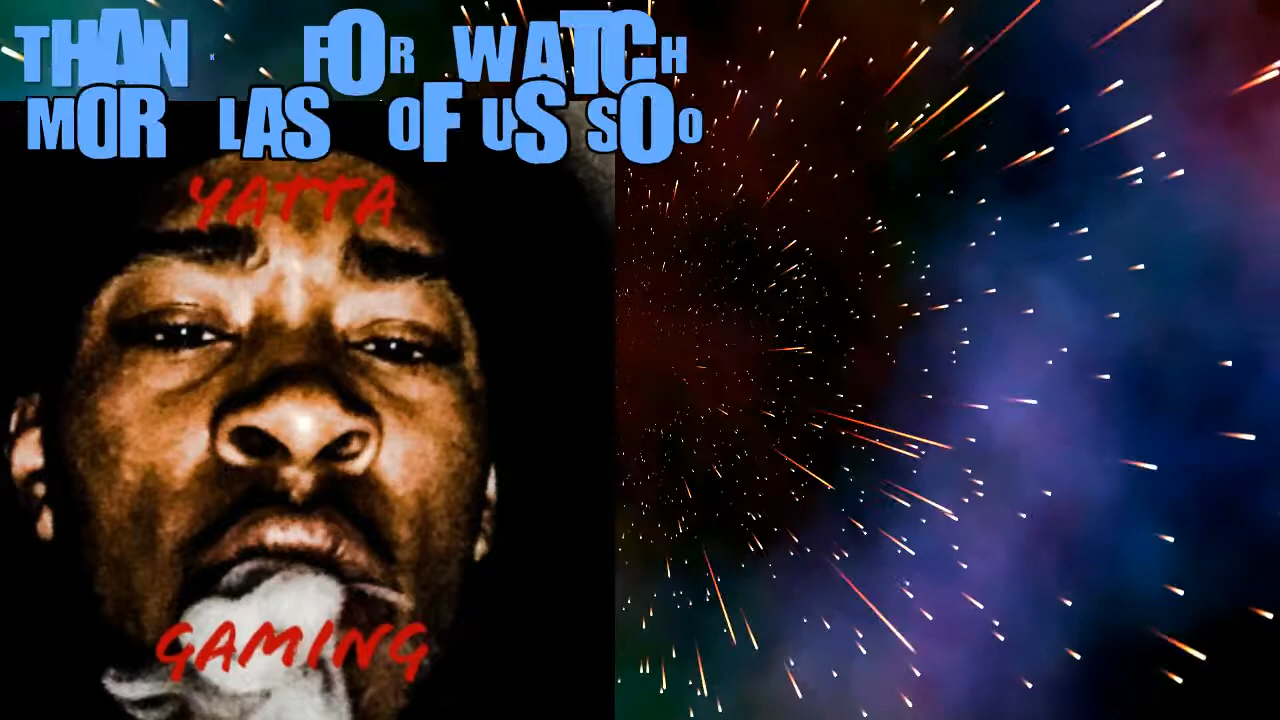 THAN K FOR WATCH
MOR LAS OF US SOO
YATTA
GAMING